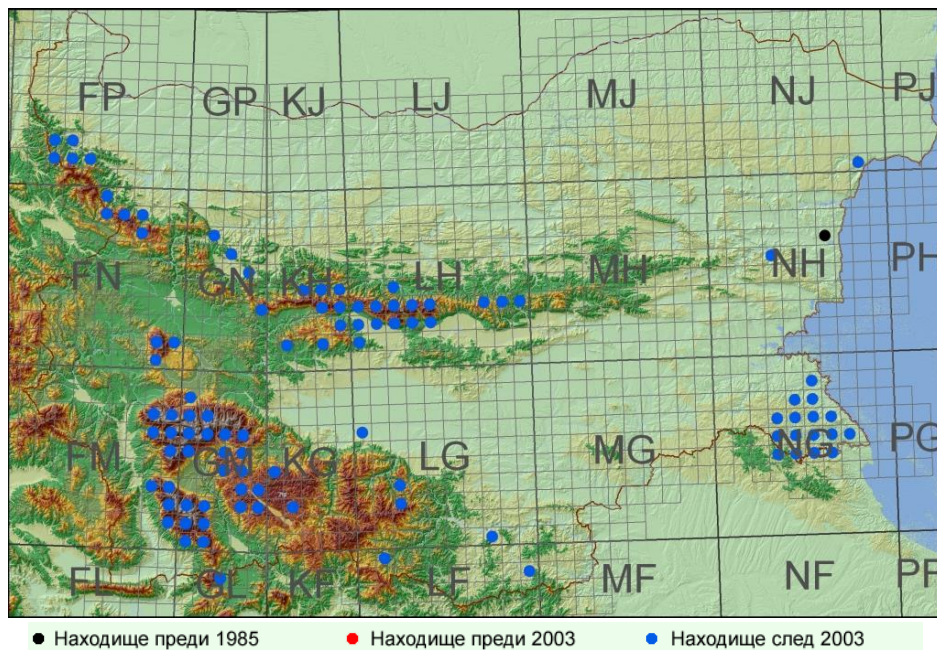 FP GP KJ LJ MJ NJ PJ
FN GN KH LH MH NH PH
FM GM KG LG MG NG PG
FL GL KF LF MF NF PF
Находище преди 1985 Находище преди 2003 Находище след 2003